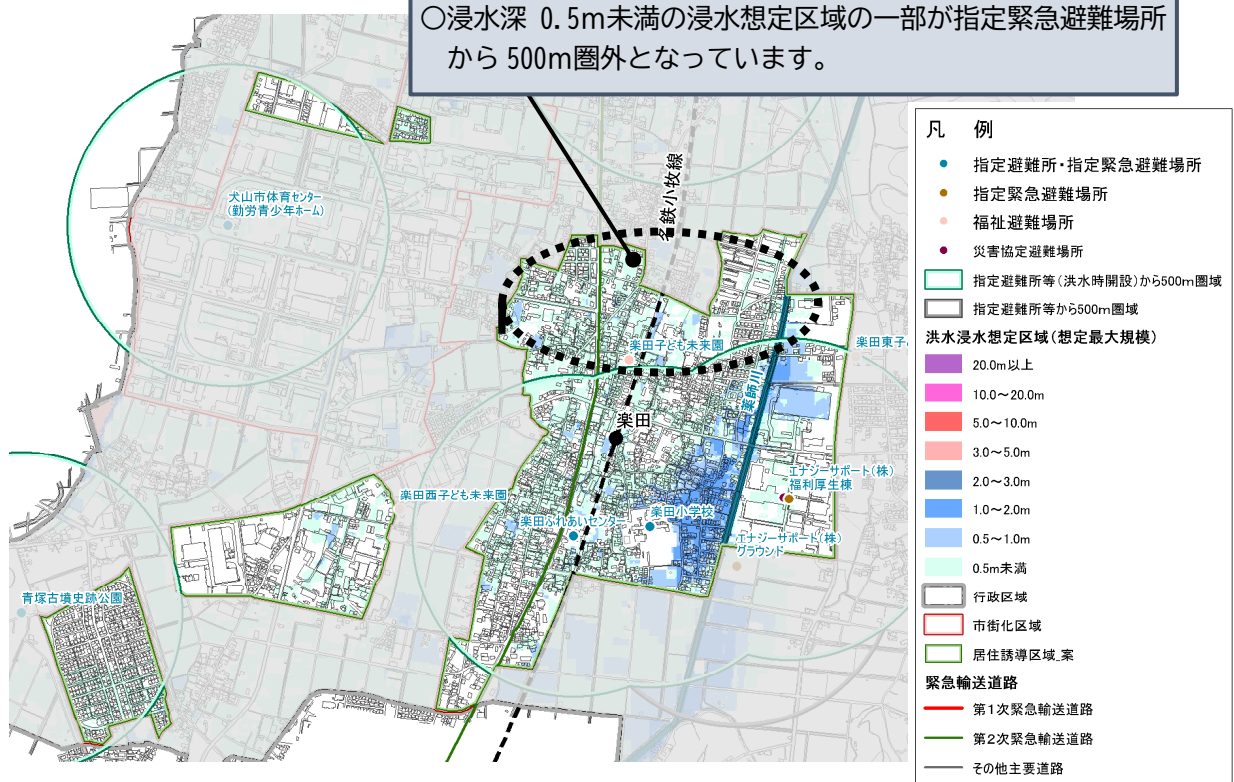 ○浸水深 0.5m未満の浸水想定区域の一部が指定緊急避難場所
から 500m圏外となっています。
名鉄小牧線
犬山市体育センター
(勤労青少年ホーム)
楽田子ども未来園
楽田東子ど
薬師川
楽田
エナジーサポート(株)
福利厚生棟
楽田西子ども未来園
楽田ふれあいセンター
楽田小学校
エナジーサポート(株)
グラウンド
青塚古墳史跡公園
凡 例
指定避難所・指定緊急避難場所
指定緊急避難場所
福祉避難場所
災害協定避難場所
指定避難所等(洪水時開設)から500m圏域
指定避難所等から500m圏域
洪水浸水想定区域(想定最大規模)
20.0m以上
10.0～20.0m
5.0～10.0m
3.0～5.0m
2.0～3.0m
1.0～2.0m
0.5～1.0m
0.5m未満
行政区域
市街化区域
居住誘導区域_案
緊急輸送道路
第1次緊急輸送道路
第2次緊急輸送道路
その他主要道路